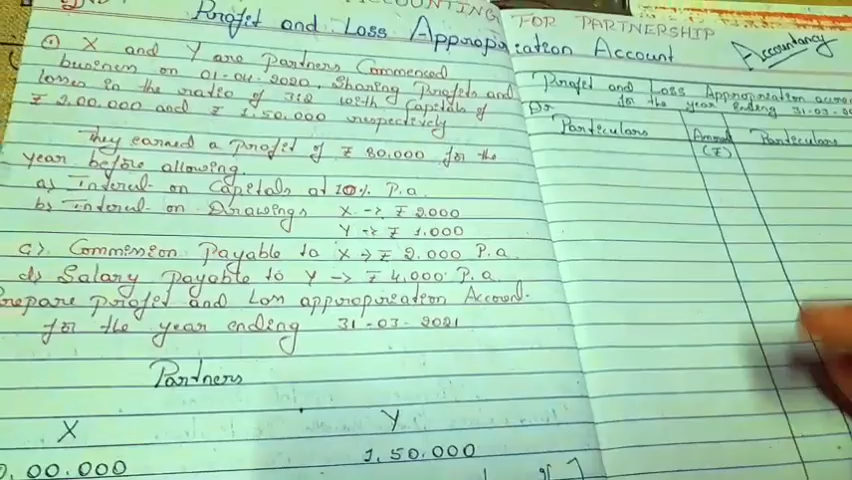 ACCOUNTING FOR PARTNERSHIP
Profit and Loss Appropriation Account
Accountancy
① X and Y are Partners Commenced
business on 01-04-2020. Sharing Profits and
losses in the ratio of 3:2 with Capitals of
₹ 2,00,000 and ₹ 1,50,000 respectively
They earned a profit of ₹ 80,000 for the
year before allowing.
a) Interest on Capitals at 10% P.a.
b) Interest on Drawings X -> ₹ 2,000
Y -> ₹ 1,000
c). Commission Payable to X -> ₹ 2,000 P.a.
d) Salary payable to Y -> ₹ 4,000 P.a.
Prepare profit and Loss appropriation Account
for the year ending 31-03-2021
Partners
X Y
00,000 1,50,000
Profit and Loss Appropriation
Dr for the year ending 31-03-
Particulars Amount (₹) Particulars